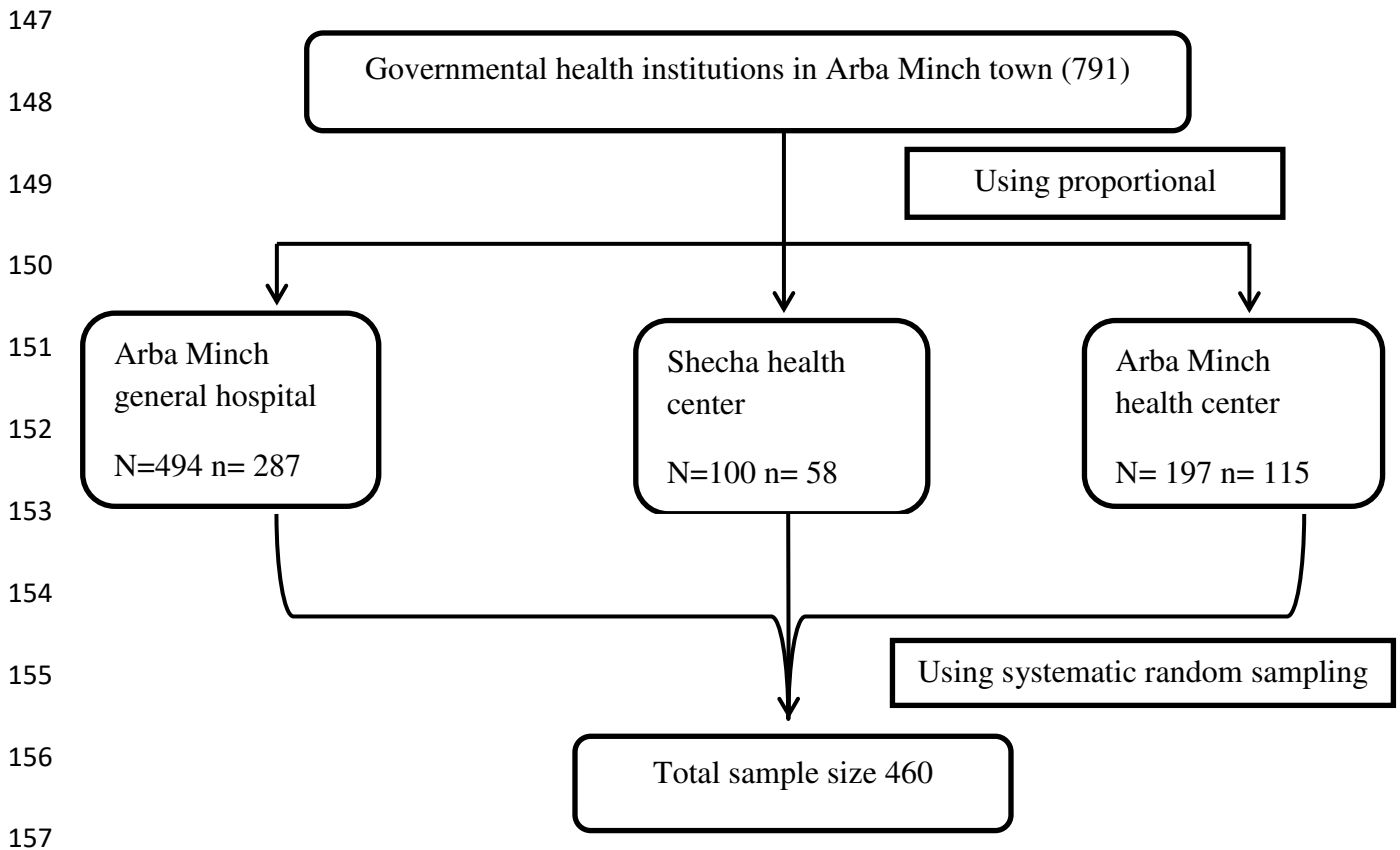 147
Governmental health institutions in Arba Minch town (791)
148
149
Using proportional
150
151
Arba Minch
general hospital
N=494 n= 287
Shecha health
center
N=100 n= 58
Arba Minch
health center
N= 197 n= 115
152
153
154
155
Using systematic random sampling
156
Total sample size 460
157